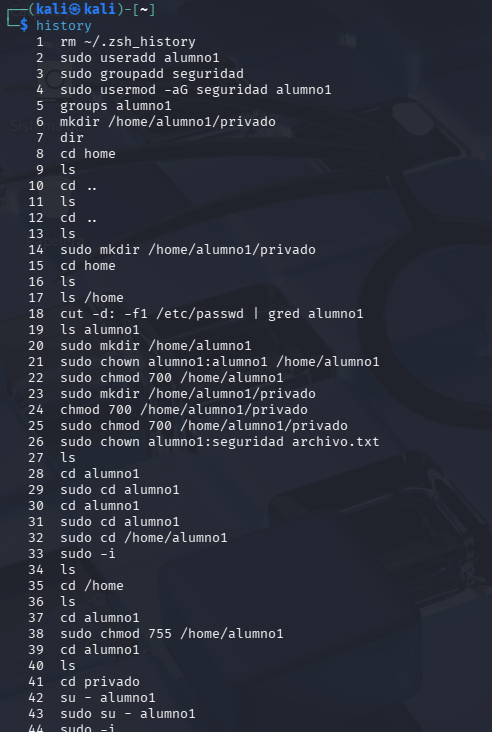 ┌──(kali㉿kali)-[~]
└─$ history
1 rm ~/.zsh_history
2 sudo useradd alumno1
3 sudo groupadd seguridad
4 sudo usermod -aG seguridad alumno1
5 groups alumno1
6 mkdir /home/alumno1/privado
7 dir
8 cd home
9 ls
10 cd ..
11 ls
12 cd ..
13 ls
14 sudo mkdir /home/alumno1/privado
15 cd home
16 ls
17 ls /home
18 cut -d: -f1 /etc/passwd | gred alumno1
19 ls alumno1
20 sudo mkdir /home/alumno1
21 sudo chown alumno1:alumno1 /home/alumno1
22 sudo chmod 700 /home/alumno1
23 sudo mkdir /home/alumno1/privado
24 chmod 700 /home/alumno1/privado
25 sudo chmod 700 /home/alumno1/privado
26 sudo chown alumno1:seguridad archivo.txt
27 ls
28 cd alumno1
29 sudo cd alumno1
30 cd alumno1
31 sudo cd alumno1
32 sudo cd /home/alumno1
33 sudo -i
34 ls
35 cd /home
36 ls
37 cd alumno1
38 sudo chmod 755 /home/alumno1
39 cd alumno1
40 ls
41 cd privado
42 su - alumno1
43 sudo su - alumno1
44 sudo -i